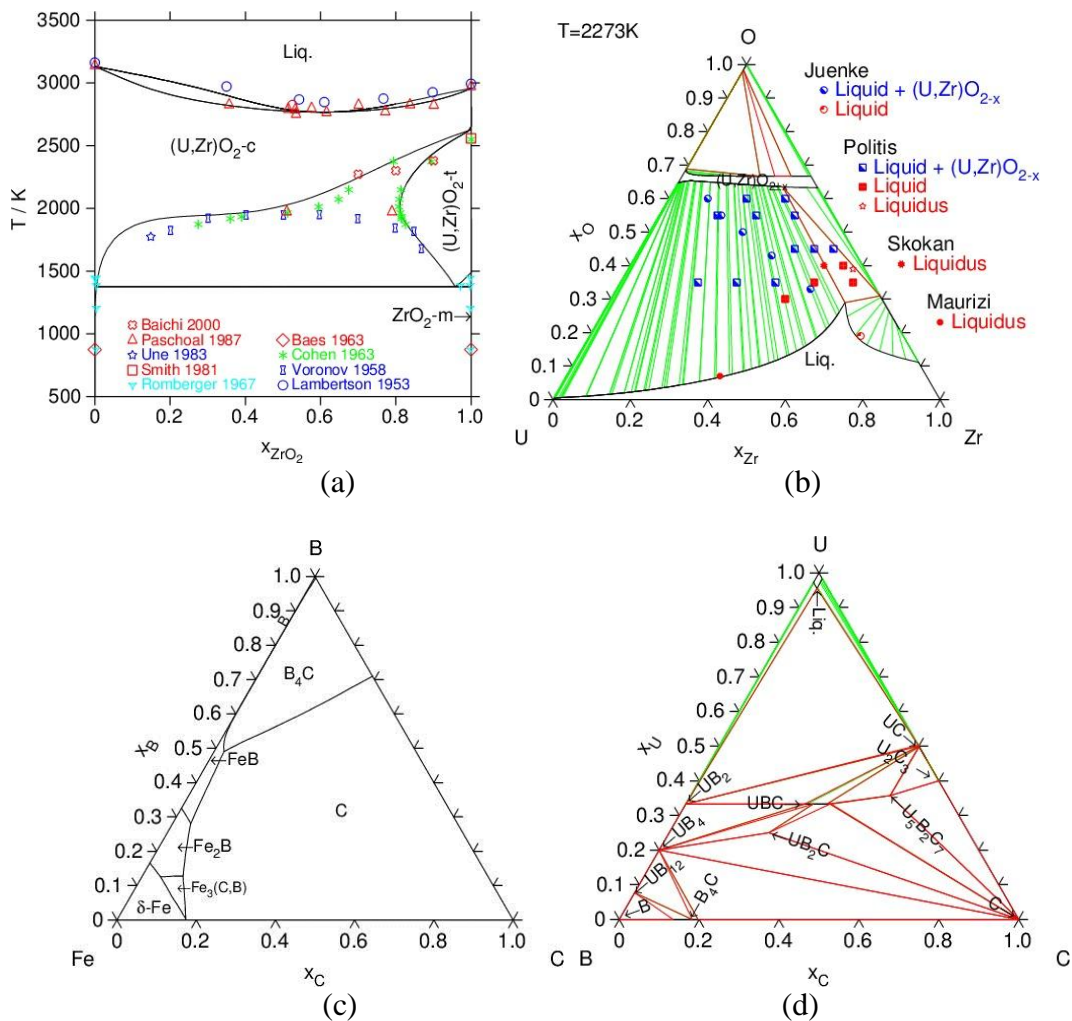 3500
3000
2500
2000
1500
1000
500
T / K
0
0.2
0.4
0.6
0.8
1.0
xZrO2
Liq.
(U,Zr)O2-c
(U,Zr)O2-t
ZrO2-m
Baichi 2000
Paschoal 1987
Une 1983
Smith 1981
Romberger 1967
Baes 1963
Cohen 1963
Voronov 1958
Lambertson 1953
(a)
T=2273K
O
1.0
0.9
0.8
0.7
0.6
0.5
0.4
0.3
0.2
0.1
0
xO
(U,Zr)O2-x
Liq.
0
0.2
0.4
0.6
0.8
1.0
U
Zr
xZr
Juenke
Liquid + (U,Zr)O2-x
Liquid
Politis
Liquid + (U,Zr)O2-x
Liquid
Liquidus
Skokan
Liquidus
Maurizi
Liquidus
(b)
B
1.0
0.9
0.8
0.7
0.6
0.5
0.4
0.3
0.2
0.1
0
xB
B
B4C
FeB
C
Fe2B
Fe3(C,B)
δ-Fe
0
0.2
0.4
0.6
0.8
1.0
Fe
C
xC
(c)
U
1.0
0.9
0.8
0.7
0.6
0.5
0.4
0.3
0.2
0.1
0
xU
Liq.
UC
U2C3
UB2
UBC
UB4
U5B2C7
UB2C
UB12
B4C
B
C
0
0.2
0.4
0.6
0.8
1.0
B
C
xC
(d)